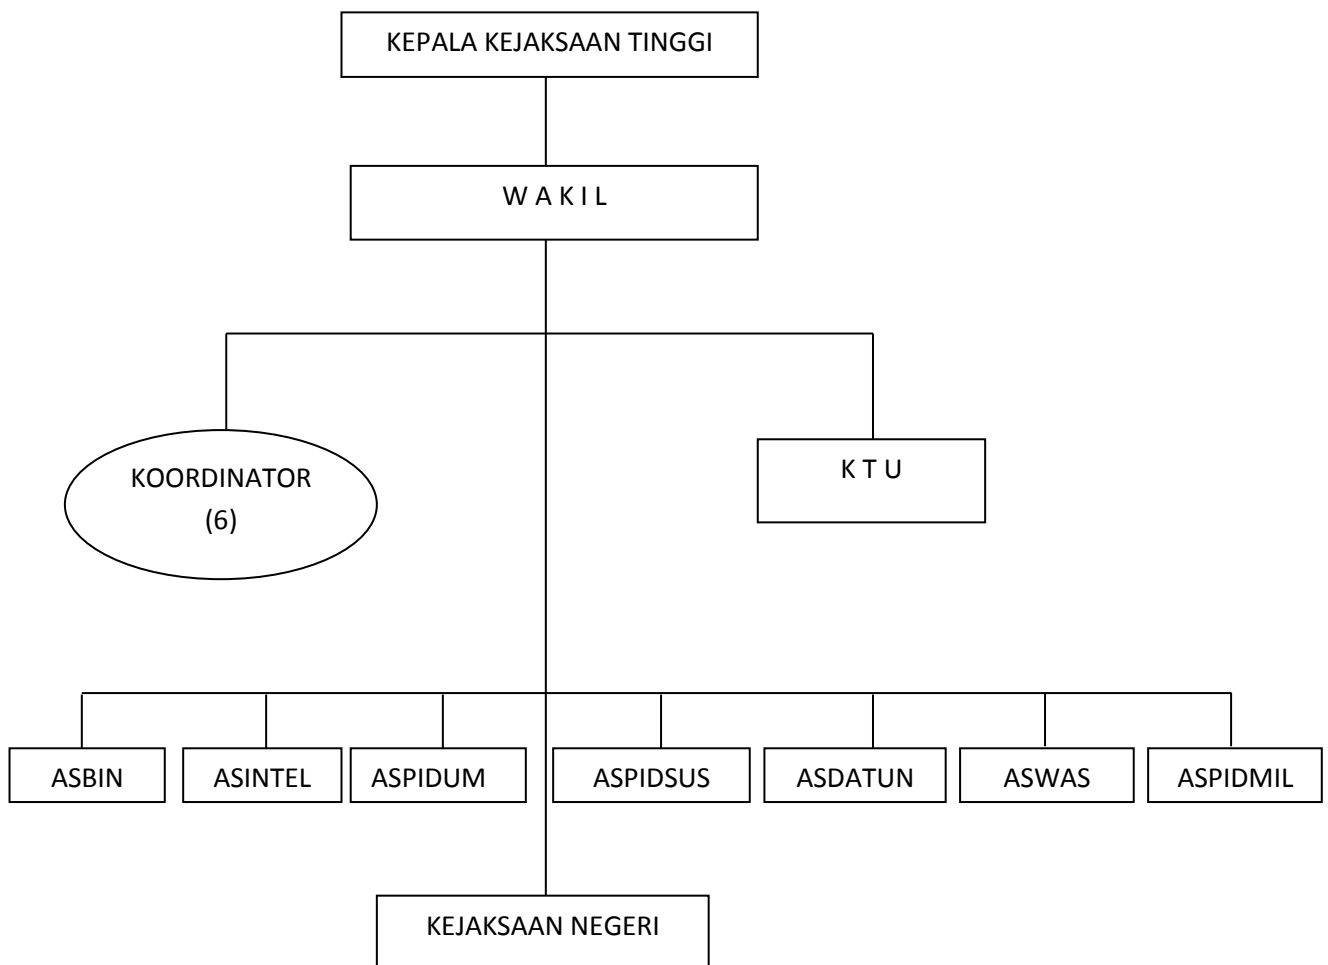 KEPALA KEJAKSAAN TINGGI
W A K I L
KOORDINATOR
(6)
K T U
ASBIN
ASINTEL
ASPIDUM
ASPIDSUS
ASDATUN
ASWAS
ASPIDMIL
KEJAKSAAN NEGERI